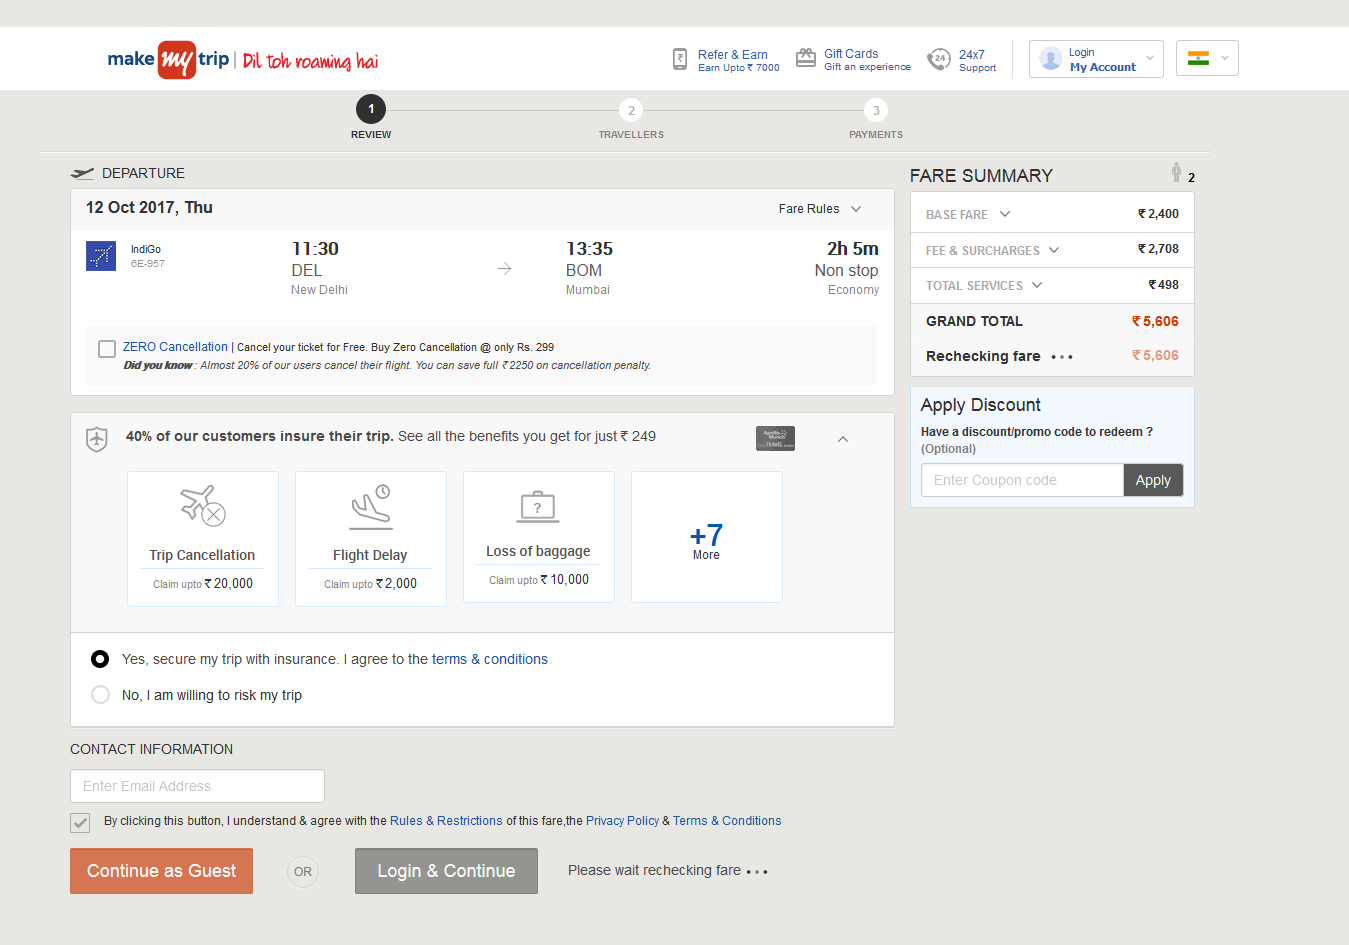 make my trip | Dil toh roaming hai
Refer & Earn
Earn Upto ₹ 7000
Gift Cards
Gift an experience
24
24x7
Support
Login
My Account
1
REVIEW
2
TRAVELLERS
3
PAYMENTS
DEPARTURE
12 Oct 2017, Thu
Fare Rules
IndiGo
6E-957
11:30
DEL
New Delhi
13:35
BOM
Mumbai
2h 5m
Non stop
Economy
ZERO Cancellation | Cancel your ticket for Free. Buy Zero Cancellation @ only Rs. 299
Did you know : Almost 20% of our users cancel their flight. You can save full ₹ 2250 on cancellation penalty.
40% of our customers insure their trip. See all the benefits you get for just ₹ 249
Apollo
Munich
TRAVEL
Trip Cancellation
Claim upto ₹ 20,000
Flight Delay
Claim upto ₹ 2,000
?
Loss of baggage
Claim upto ₹ 10,000
+7
More
Yes, secure my trip with insurance. I agree to the terms & conditions
No, I am willing to risk my trip
CONTACT INFORMATION
Enter Email Address
By clicking this button, I understand & agree with the Rules & Restrictions of this fare,the Privacy Policy & Terms & Conditions
Continue as Guest
OR
Login & Continue
Please wait rechecking fare •••
FARE SUMMARY
2
BASE FARE ₹ 2,400
FEE & SURCHARGES ₹ 2,708
TOTAL SERVICES ₹ 498
GRAND TOTAL ₹ 5,606
Rechecking fare ••• ₹ 5,606
Apply Discount
Have a discount/promo code to redeem ?
(Optional)
Enter Coupon code
Apply